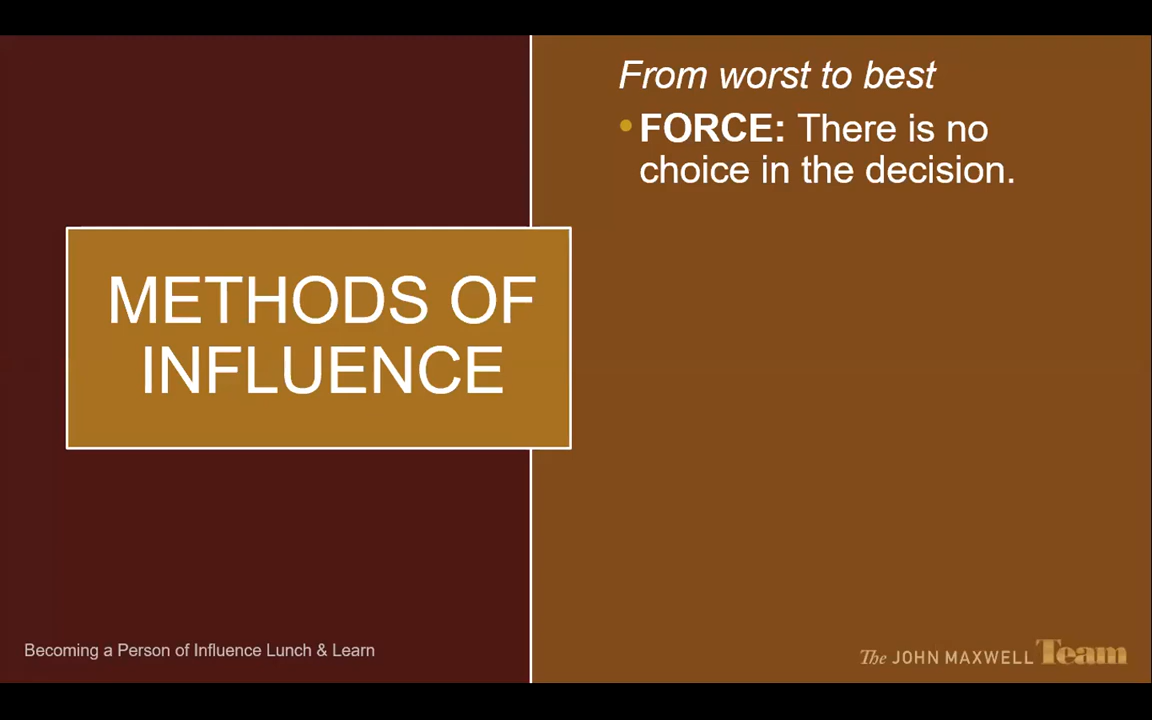 From worst to best
• FORCE: There is no
choice in the decision.
METHODS OF
INFLUENCE
Becoming a Person of Influence Lunch & Learn
The JOHN MAXWELL Team